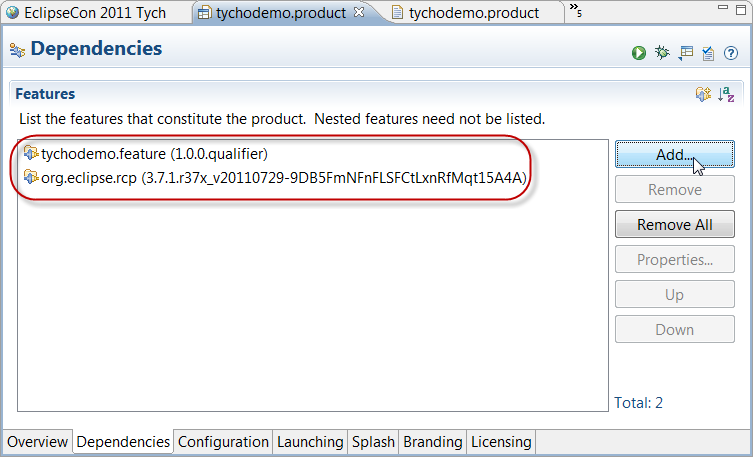 EclipseCon 2011 Tych tychodemo.product tychodemo.product »5
Dependencies
Features
List the features that constitute the product. Nested features need not be listed.
tychodemo.feature (1.0.0.qualifier)
org.eclipse.rcp (3.7.1.r37x_v20110729-9DB5FmNFnFLSFCtLxnRfMqt15A4A)
Add...
Remove
Remove All
Properties...
Up
Down
Total: 2
Overview Dependencies Configuration Launching Splash Branding Licensing